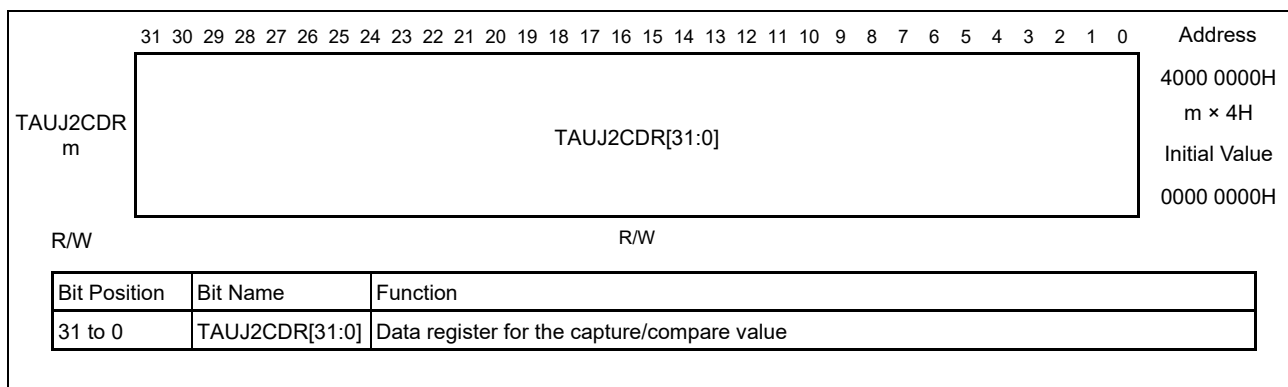 31 30 29 28 27 26 25 24 23 22 21 20 19 18 17 16 15 14 13 12 11 10 9 8 7 6 5 4 3 2 1 0 Address
4000 0000H
m × 4H
TAUJ2CDR
m
TAUJ2CDR[31:0]
Initial Value
0000 0000H
R/W R/W
Bit Position Bit Name Function
31 to 0 TAUJ2CDR[31:0] Data register for the capture/compare value